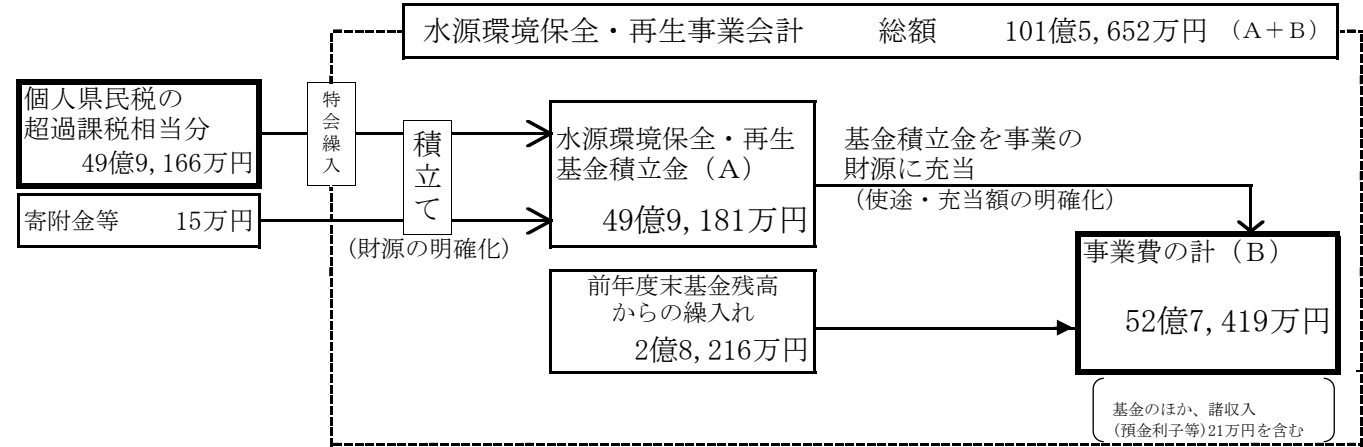 水源環境保全・再生事業会計　　総額　　101億5,652万円 （A＋B）
個人県民税の
超過課税相当分
49億9,166万円
寄附金等　　15万円
特会繰入
積立て
（財源の明確化）
水源環境保全・再生
基金積立金（A）
49億9,181万円
基金積立金を事業の
財源に充当
（使途・充当額の明確化）
前年度末基金残高
からの繰入れ
2億8,216万円
事業費の計（B）
52億7,419万円
基金のほか、諸収入
(預金利子等)21万円を含む